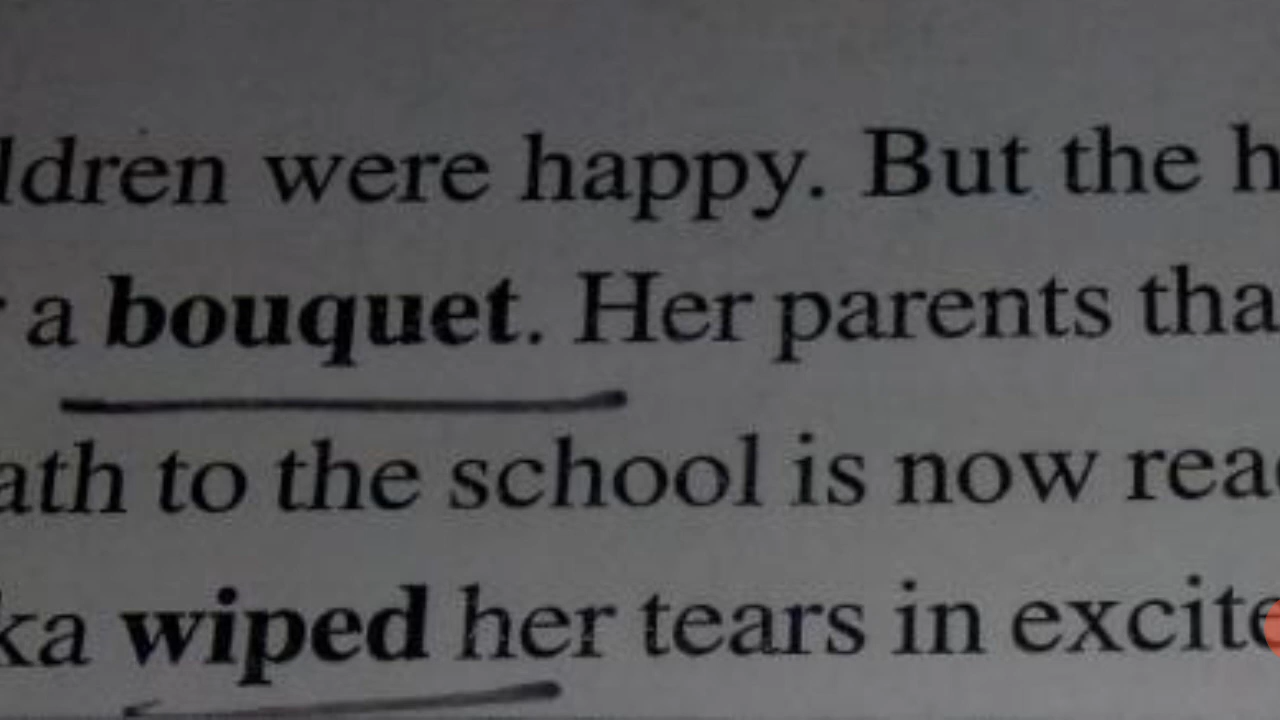 ldren were happy. But the h
a bouquet. Her parents tha
ath to the school is now rea
ka wiped her tears in excite